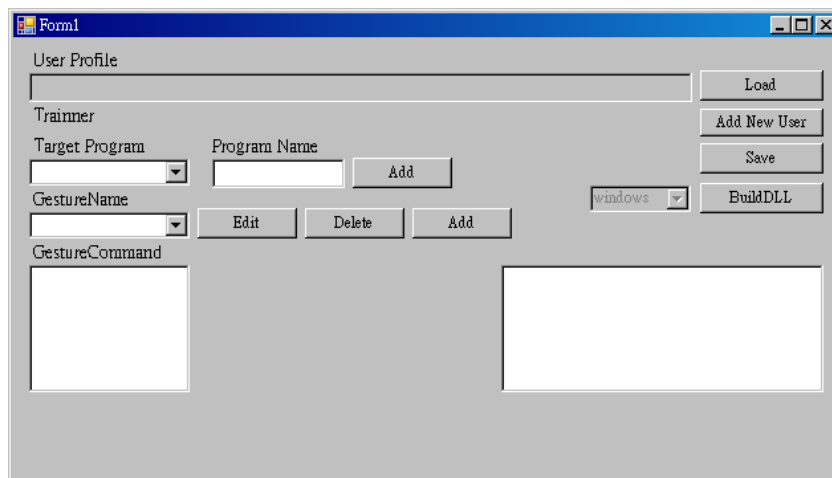 Form1
User Profile
Load
Trainner
Add New User
Target Program
Program Name
Add
Save
GestureName
windows
BuildDLL
Edit
Delete
Add
GestureCommand